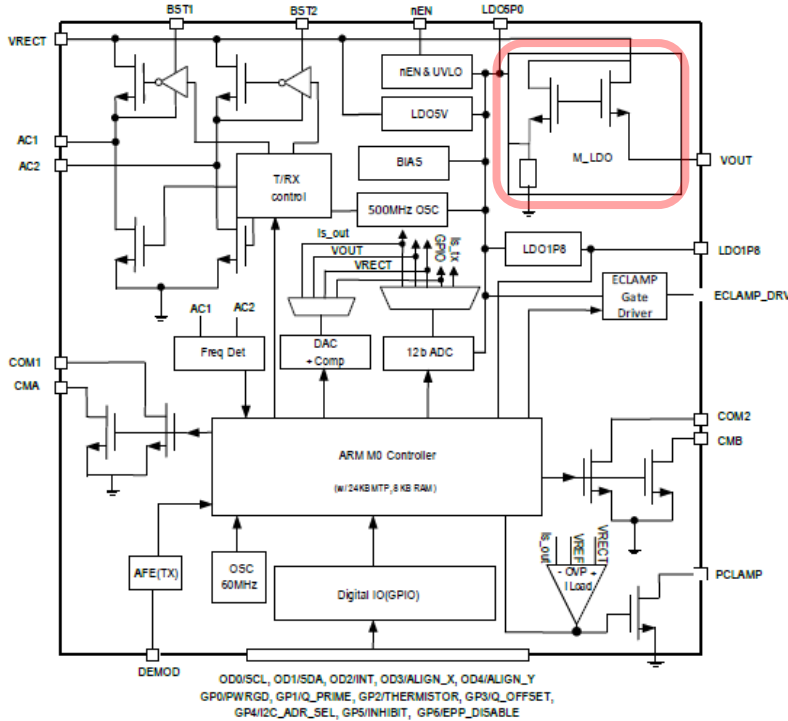 BST1 BST2 nEN LDO5P0
VRECT
nEN & UVLO
LDO5V
AC1
AC2
BIAS
M_LDO
VOUT
T/RX
control
500MHz OSC
Is_out
VOUT
VRECT
GPIO
Is_tx
LDO1P8
LDO1P8
ECLAMP
Gate
Driver
ECLAMP_DRV
AC1 AC2
Freq Det
DAC
+ Comp
12b ADC
COM1
CMA
COM2
CMB
ARM M0 Controller
(w/ 24KB MTP, 8 KB RAM)
Is_out
VREF
VRECT
- OVP +
I Load
PCLAMP
AFE(TX)
OSC
60MHz
Digital IO(GPIO)
DEMOD
OD0/SCL, OD1/SDA, OD2/INT, OD3/ALIGN_X, OD4/ALIGN_Y
GP0/PWRGD, GP1/Q_PRIME, GP2/THERMISTOR, GP3/Q_OFFSET,
GP4/I2C_ADR_SEL, GP5/INHIBIT, GP6/EPP_DISABLE